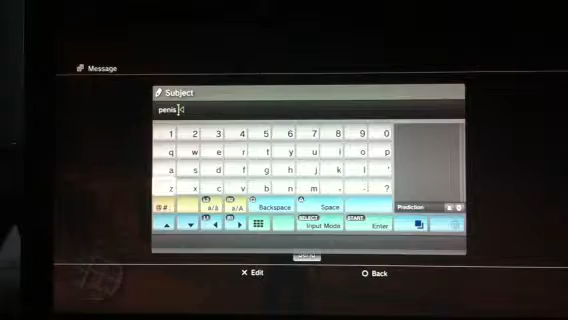 Message
Subject
penis
1 2 3 4 5 6 7 8 9 0
q w e r t y u i o p
a s d f g h j k l '
z x c v b n m , . ?
@# a/á a/A Backspace Space
Prediction
SELECT START
Input Mode Enter
X Edit O Back